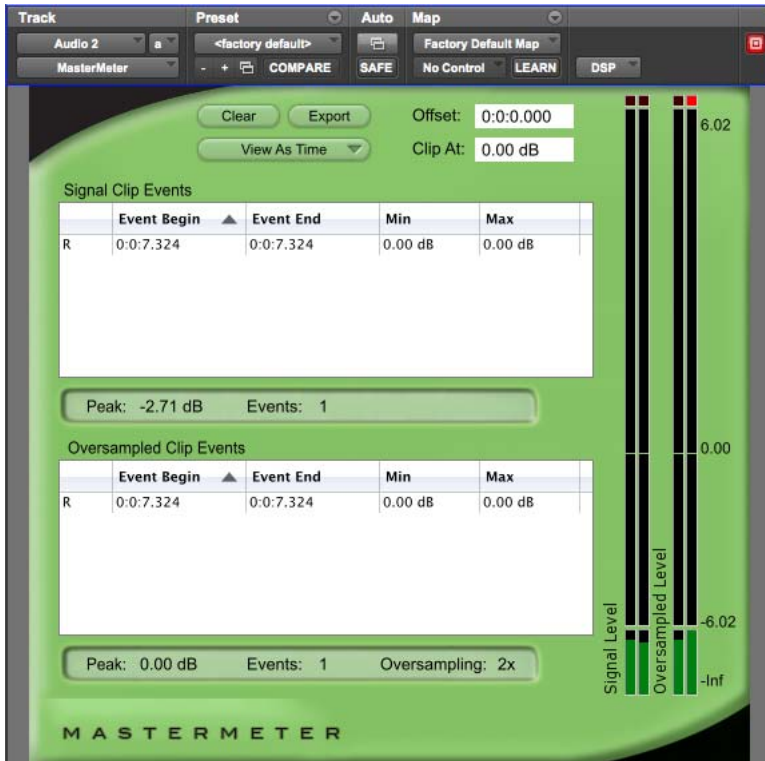 Track Preset Auto Map
Audio 2 a <factory default> Factory Default Map
MasterMeter - + COMPARE SAFE No Control LEARN DSP
Clear Export Offset: 0:0:0.000
View As Time Clip At: 0.00 dB
6.02
Signal Clip Events
Event Begin Event End Min Max
R 0:0:7.324 0:0:7.324 0.00 dB 0.00 dB
Peak: -2.71 dB Events: 1
Oversampled Clip Events
0.00
Event Begin Event End Min Max
R 0:0:7.324 0:0:7.324 0.00 dB 0.00 dB
Signal Level
Oversampled Level
-6.02
Peak: 0.00 dB Events: 1 Oversampling: 2x
-Inf
MASTERMETER